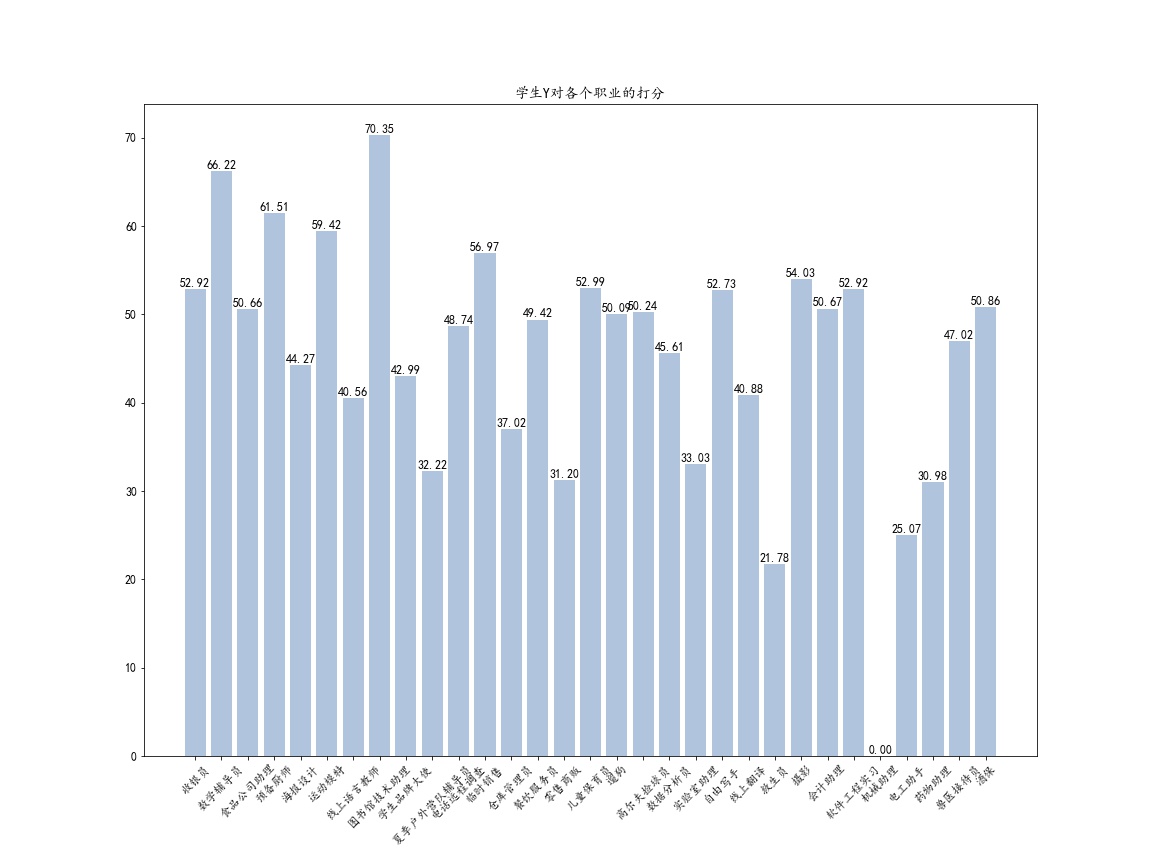 学生Y对各个职业的打分
70
60
50
40
30
20
10
0
52.92
66.22
50.66
61.51
44.27
59.42
40.56
70.35
42.99
32.22
48.74
56.97
37.02
49.42
31.20
52.99
50.09
50.24
45.61
33.03
52.73
40.88
21.78
54.03
50.67
52.92
0.00
25.07
30.98
47.02
50.86
收银员
数学辅导员
食品公司助理
预备厨师
海报设计
运动模特
线上语言教师
图书馆技术助理
学生品牌大使
夏季户外营队辅导员
电话远程调查
临时销售
仓库管理员
餐饮服务员
零售商贩
儿童保育员
遛狗
高尔夫捡球员
数据分析员
实验室助理
自由写手
线上翻译
救生员
摄影
会计助理
软件工程实习
机械助理
电工助手
药物助理
兽医接待员
湿保